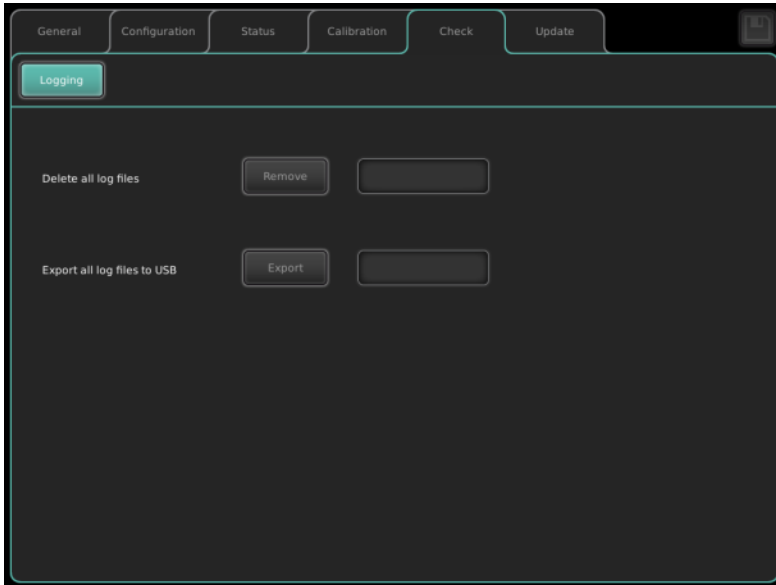 General Configuration Status Calibration Check Update
Logging
Delete all log files Remove
Export all log files to USB Export